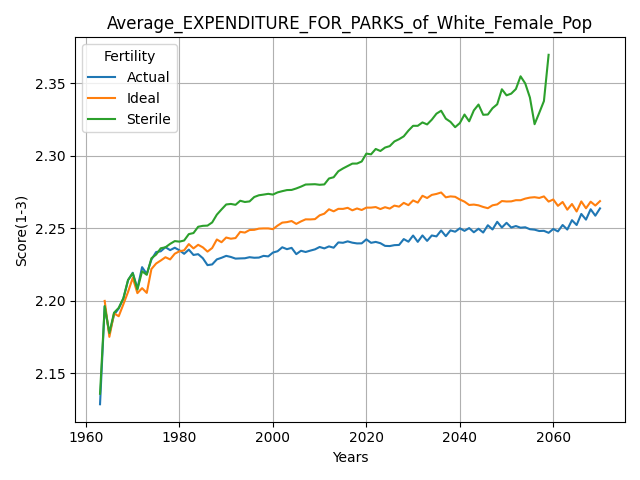 Average_EXPENDITURE_FOR_PARKS_of_White_Female_Pop
Fertility
Actual
Ideal
Sterile
2.35
2.30
2.25
2.20
2.15
Score(1-3)
1960 1980 2000 2020 2040 2060
Years